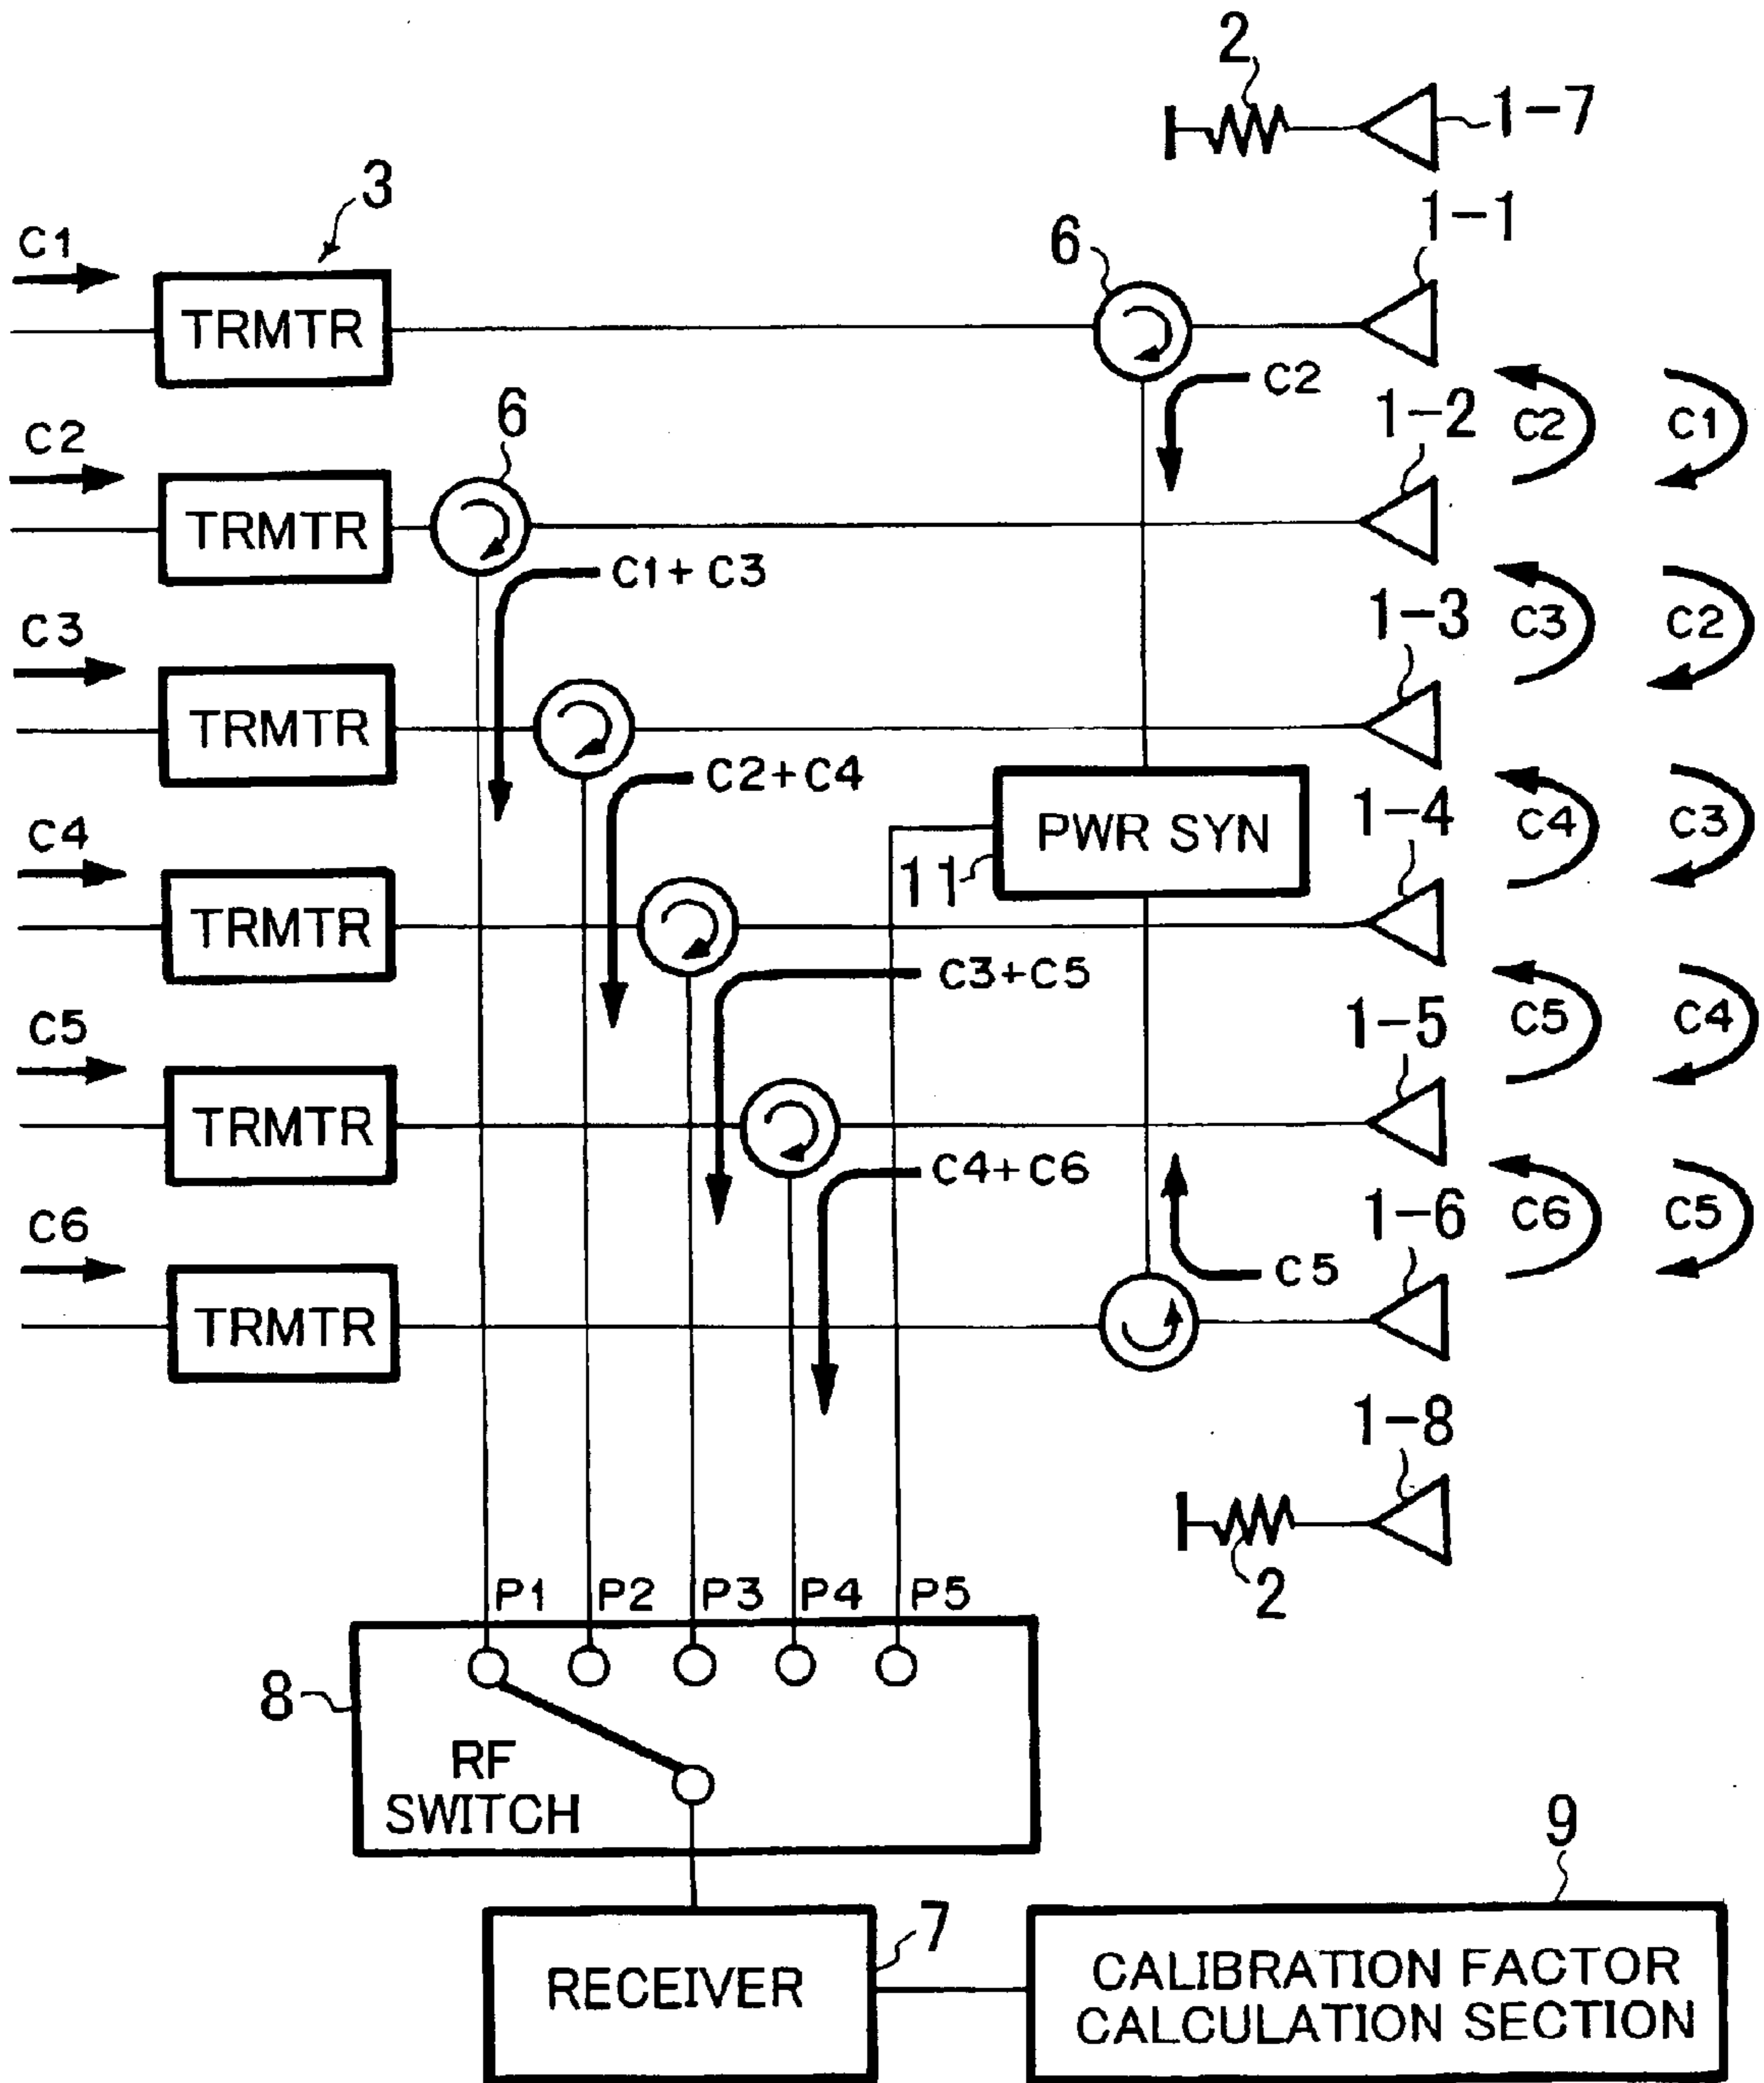 2
1-7
3
1-1
C1
6
TRMTR
C2
C2
C1
1-2
C2
6
TRMTR
C1+C3
1-3
C3
C2
C3
TRMTR
C2+C4
1-4
C4
C3
PWR SYN
11
C4
TRMTR
C3+C5
1-5
C5
C4
C5
TRMTR
C4+C6
1-6
C6
C5
C6
C5
TRMTR
1-8
2
P1
P2
P3
P4
P5
8
RF
SWITCH
9
7
RECEIVER
CALIBRATION FACTOR
CALCULATION SECTION